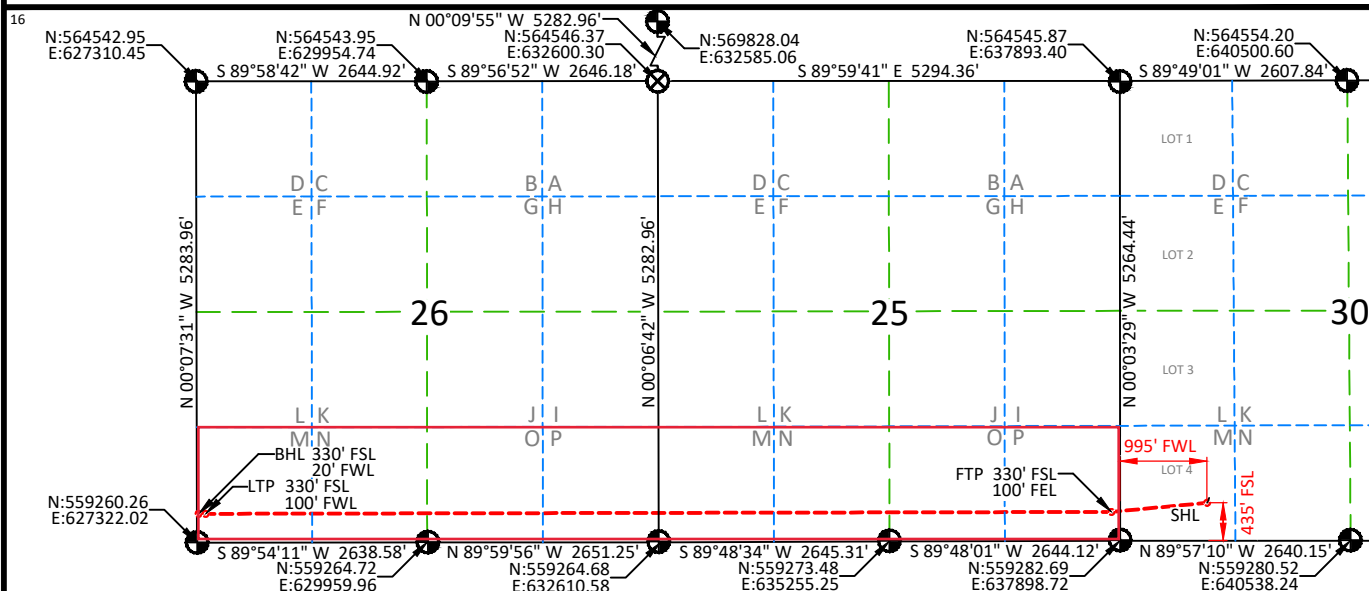 16
N 00°09'55" W 5282.96'
N:564542.95
E:627310.45
N:564543.95
E:629954.74
N:564546.37
E:632600.30
N:569828.04
E:632585.06
N:564545.87
E:637893.40
N:564554.20
E:640500.60
S 89°58'42" W 2644.92'
S 89°56'52" W 2646.18'
S 89°59'41" E 5294.36'
S 89°49'01" W 2607.84'
LOT 1
D C
B A
D C
B A
D C
E F
G H
E F
G H
E F
N 00°07'31" W 5283.96'
N 00°06'42" W 5282.96'
N 00°03'29" W 5264.44'
LOT 2
26
25
30
LOT 3
L K
J I
L K
J I
L K
M N
O P
M N
O P
M N
995' FWL
BHL 330' FSL
20' FWL
LTP 330' FSL
100' FWL
FTP 330' FSL
100' FEL
LOT 4
SHL
435' FSL
N:559260.26
E:627322.02
S 89°54'11" W 2638.58'
N 89°59'56" W 2651.25'
S 89°48'34" W 2645.31'
S 89°48'01" W 2644.12'
N 89°57'10" W 2640.15'
N:559264.72
E:629959.96
N:559264.68
E:632610.58
N:559273.48
E:635255.25
N:559282.69
E:637898.72
N:559280.52
E:640538.24